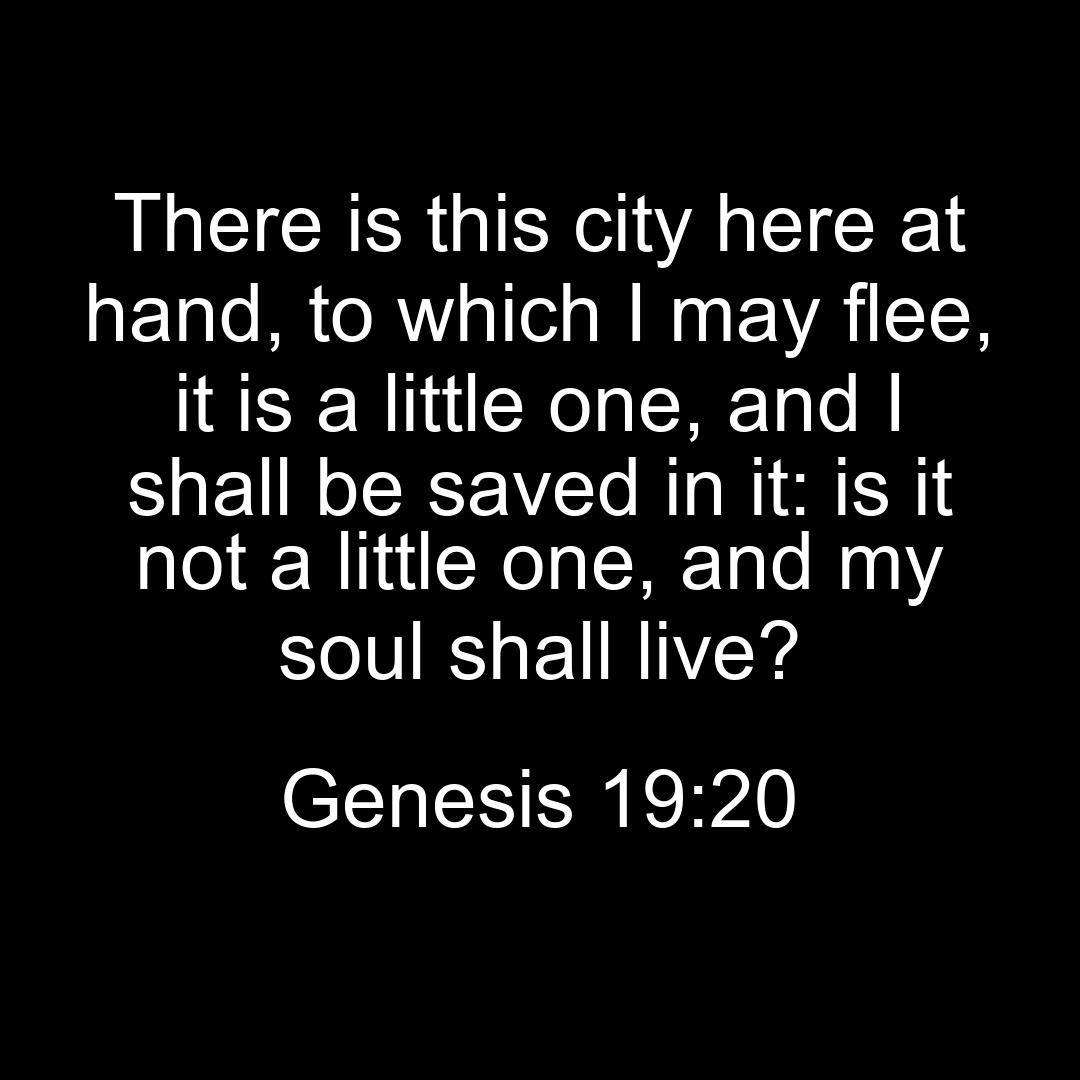 There is this city here at
hand, to which I may flee,
it is a little one, and I
shall be saved in it: is it
not a little one, and my
soul shall live?
Genesis 19:20